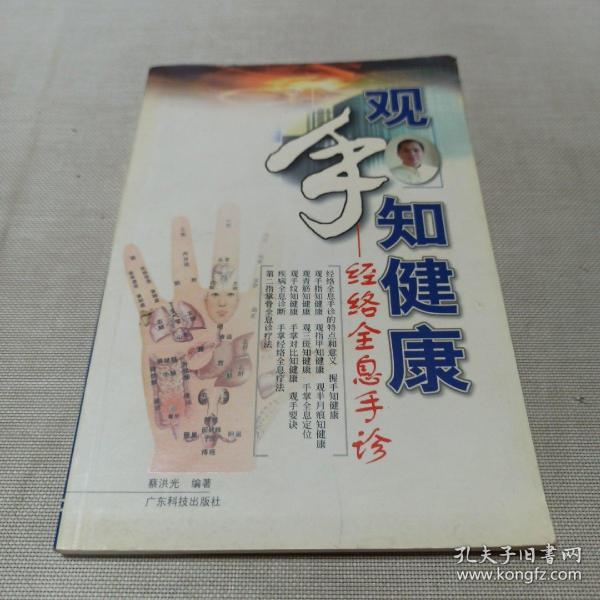 观手知健康
——经络全息手诊
经络全息手诊的特点和意义 握手知健康
观手指知健康 观指甲知健康 观半月痕知健康
观青筋知健康 观三斑知健康 手掌全息定位
观手纹知健康 手掌对比知健康 观手要诀
疾病全息诊断 手掌经络全息疗法
第二指掌骨全息诊疗法
蔡洪光 编著
广东科技出版社
孔夫子旧书网
www.kongfz.com